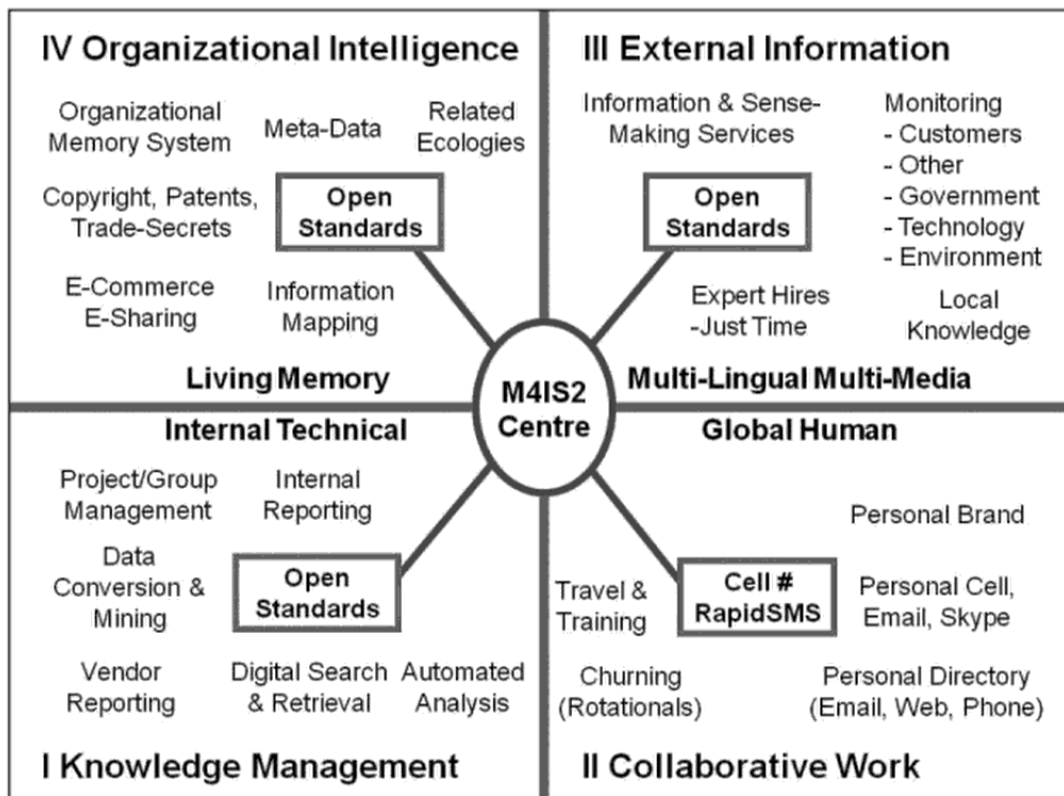 IV Organizational Intelligence
Organizational
Memory System
Meta-Data
Related
Ecologies
Copyright, Patents,
Trade-Secrets
Open
Standards
E-Commerce
E-Sharing
Information
Mapping
Living Memory
III External Information
Information & Sense-
Making Services
Monitoring
- Customers
- Other
- Government
- Technology
- Environment
Open
Standards
Expert Hires
-Just Time
Local
Knowledge
Multi-Lingual Multi-Media
M4IS2
Centre
Internal Technical
Project/Group
Management
Internal
Reporting
Data
Conversion &
Mining
Open
Standards
Vendor
Reporting
Digital Search
& Retrieval
Automated
Analysis
I Knowledge Management
Global Human
Personal Brand
Travel &
Training
Cell #
RapidSMS
Personal Cell,
Email, Skype
Churning
(Rotationals)
Personal Directory
(Email, Web, Phone)
II Collaborative Work